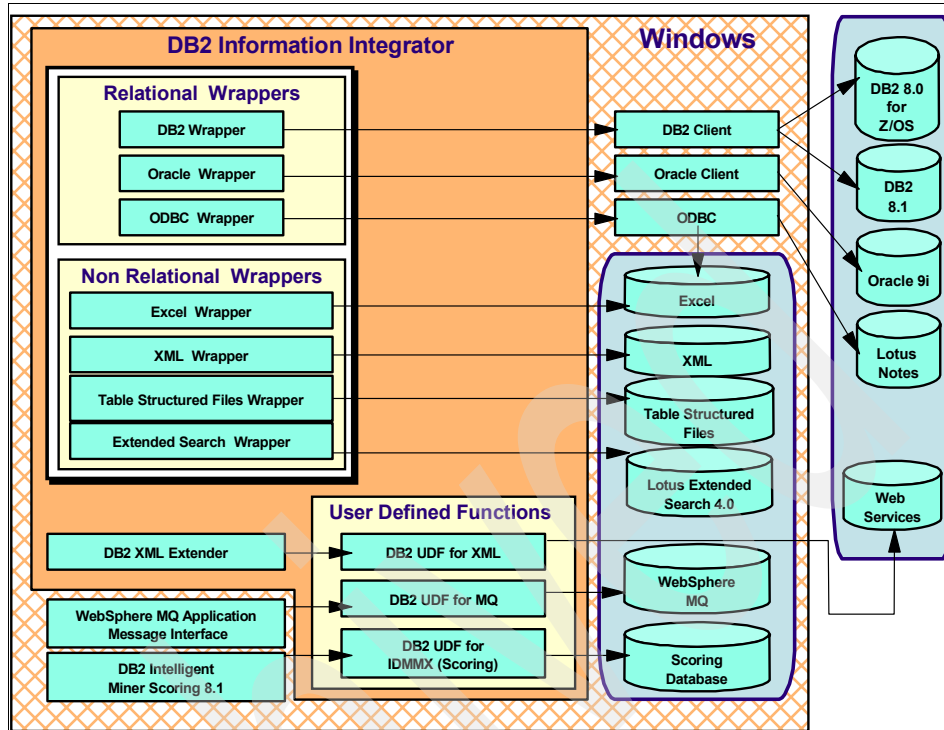 DB2 Information Integrator
Windows
Relational Wrappers
DB2 Wrapper
Oracle Wrapper
ODBC Wrapper
Non Relational Wrappers
Excel Wrapper
XML Wrapper
Table Structured Files Wrapper
Extended Search Wrapper
DB2 XML Extender
WebSphere MQ Application
Message Interface
DB2 Intelligent
Miner Scoring 8.1
User Defined Functions
DB2 UDF for XML
DB2 UDF for MQ
DB2 UDF for
IDMMX (Scoring)
DB2 Client
Oracle Client
ODBC
Excel
XML
Table Structured
Files
Lotus Extended
Search 4.0
WebSphere
MQ
Scoring
Database
DB2 8.0
for
Z/OS
DB2
8.1
Oracle 9i
Lotus
Notes
Web
Services